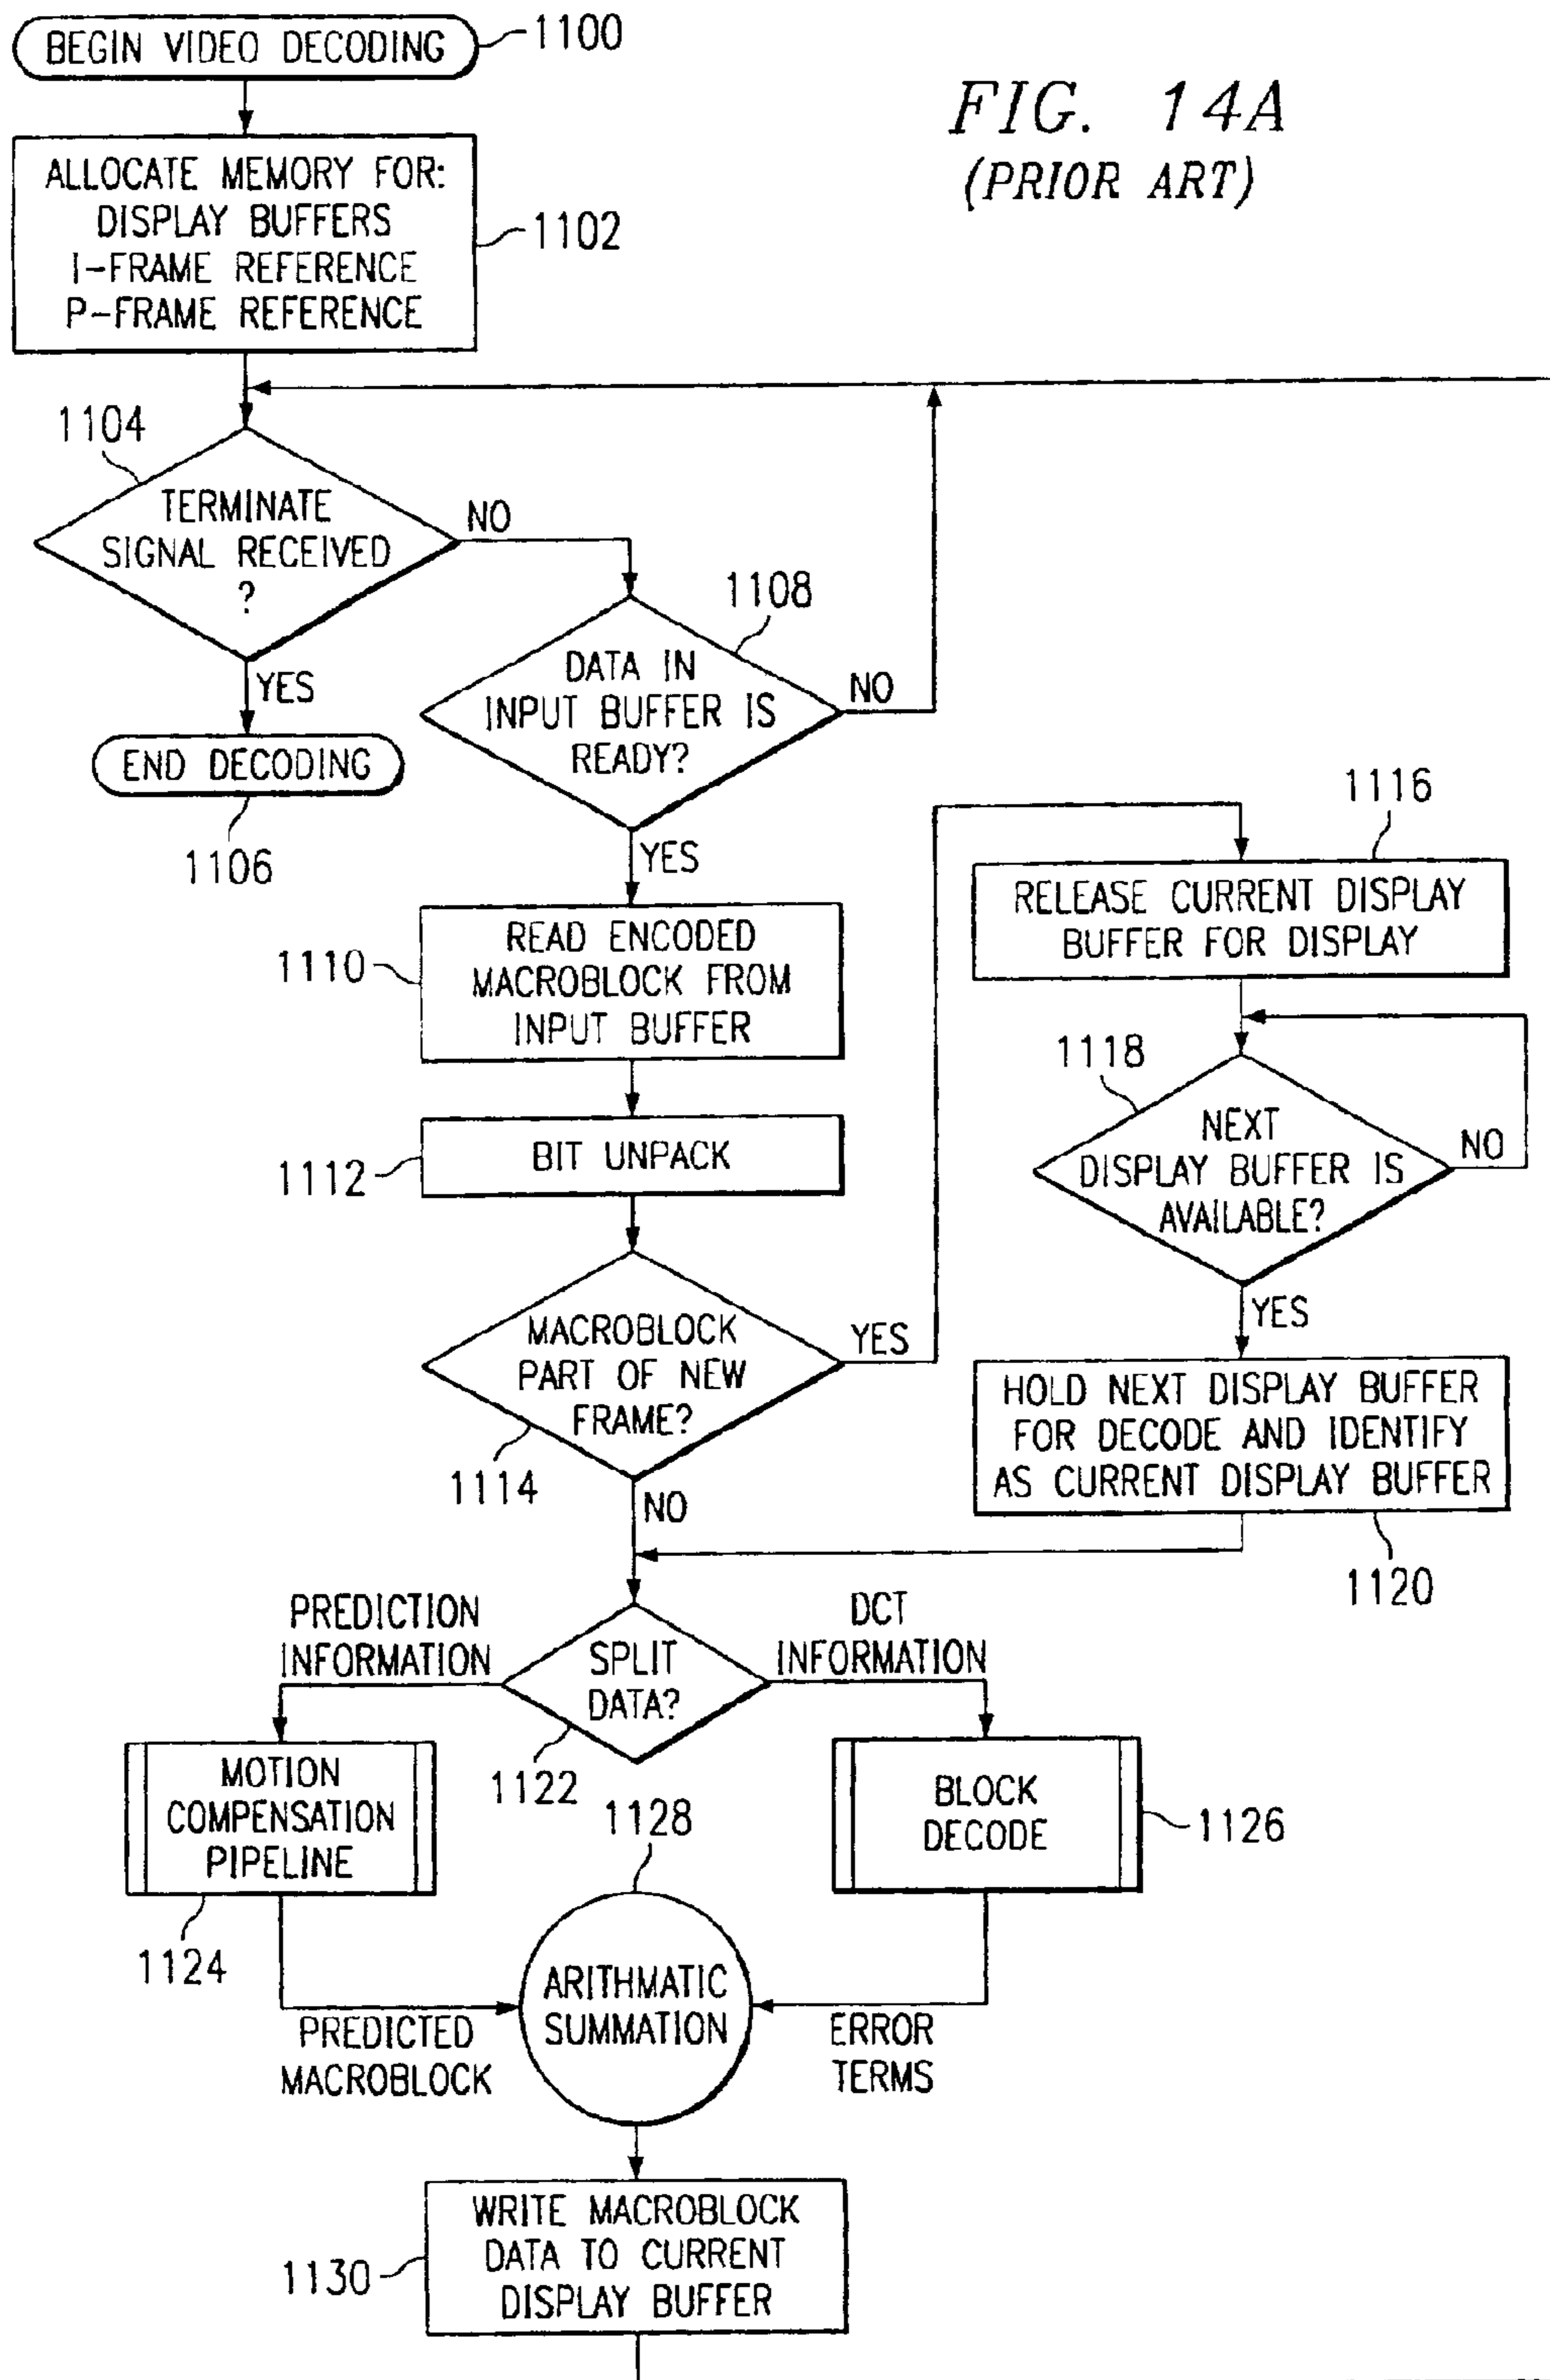 BEGIN VIDEO DECODING
1100
FIG. 14A
(PRIOR ART)
ALLOCATE MEMORY FOR:
DISPLAY BUFFERS
I-FRAME REFERENCE
P-FRAME REFERENCE
1102
1104
TERMINATE
SIGNAL RECEIVED
?
NO
YES
END DECODING
1106
1108
DATA IN
INPUT BUFFER IS
READY?
NO
YES
1110
READ ENCODED
MACROBLOCK FROM
INPUT BUFFER
1112
BIT UNPACK
MACROBLOCK
PART OF NEW
FRAME?
1114
YES
NO
1116
RELEASE CURRENT DISPLAY
BUFFER FOR DISPLAY
1118
NEXT
DISPLAY BUFFER IS
AVAILABLE?
NO
YES
HOLD NEXT DISPLAY BUFFER
FOR DECODE AND IDENTIFY
AS CURRENT DISPLAY BUFFER
1120
PREDICTION
INFORMATION
SPLIT
DATA?
1122
DCT
INFORMATION
MOTION
COMPENSATION
PIPELINE
1124
BLOCK
DECODE
1126
1128
ARITHMATIC
SUMMATION
PREDICTED
MACROBLOCK
ERROR
TERMS
1130
WRITE MACROBLOCK
DATA TO CURRENT
DISPLAY BUFFER